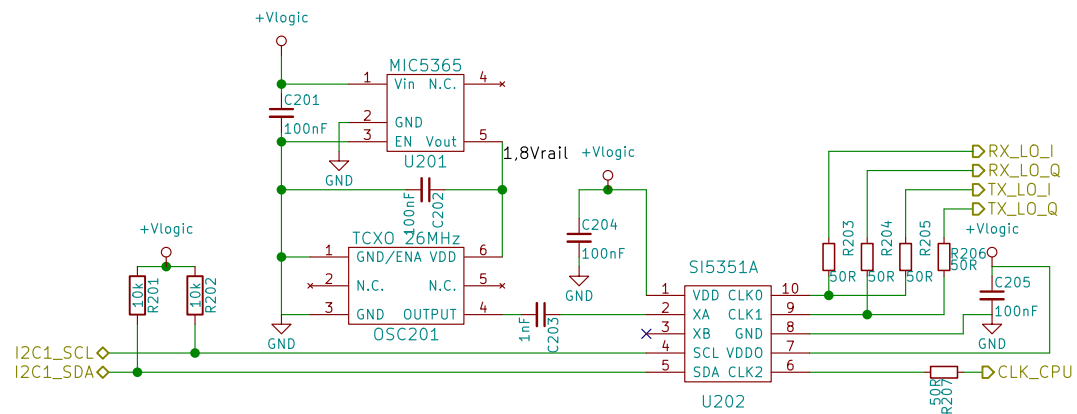 +Vlogic
MIC5365
1 Vin N.C. 4
C201
100nF
2 GND
3 EN Vout 5
U201
GND
1,8Vrail
+Vlogic
100nF
C202
C204
100nF
GND
RX_LO_I
RX_LO_Q
TX_LO_I
TX_LO_Q
R203
R204
R205
R206
50R
50R
50R
50R
+Vlogic
+Vlogic
10k
R201
10k
R202
TCXO 26MHz
1 GND/ENA VDD 6
2 N.C. N.C. 5
3 GND OUTPUT 4
OSC201
GND
1nF
C203
SI5351A
1 VDD CLK0 10
2 XA CLK1 9
3 XB GND 8
4 SCL VDDO 7
5 SDA CLK2 6
U202
C205
100nF
GND
I2C1_SCL
I2C1_SDA
50R
R207
CLK_CPU